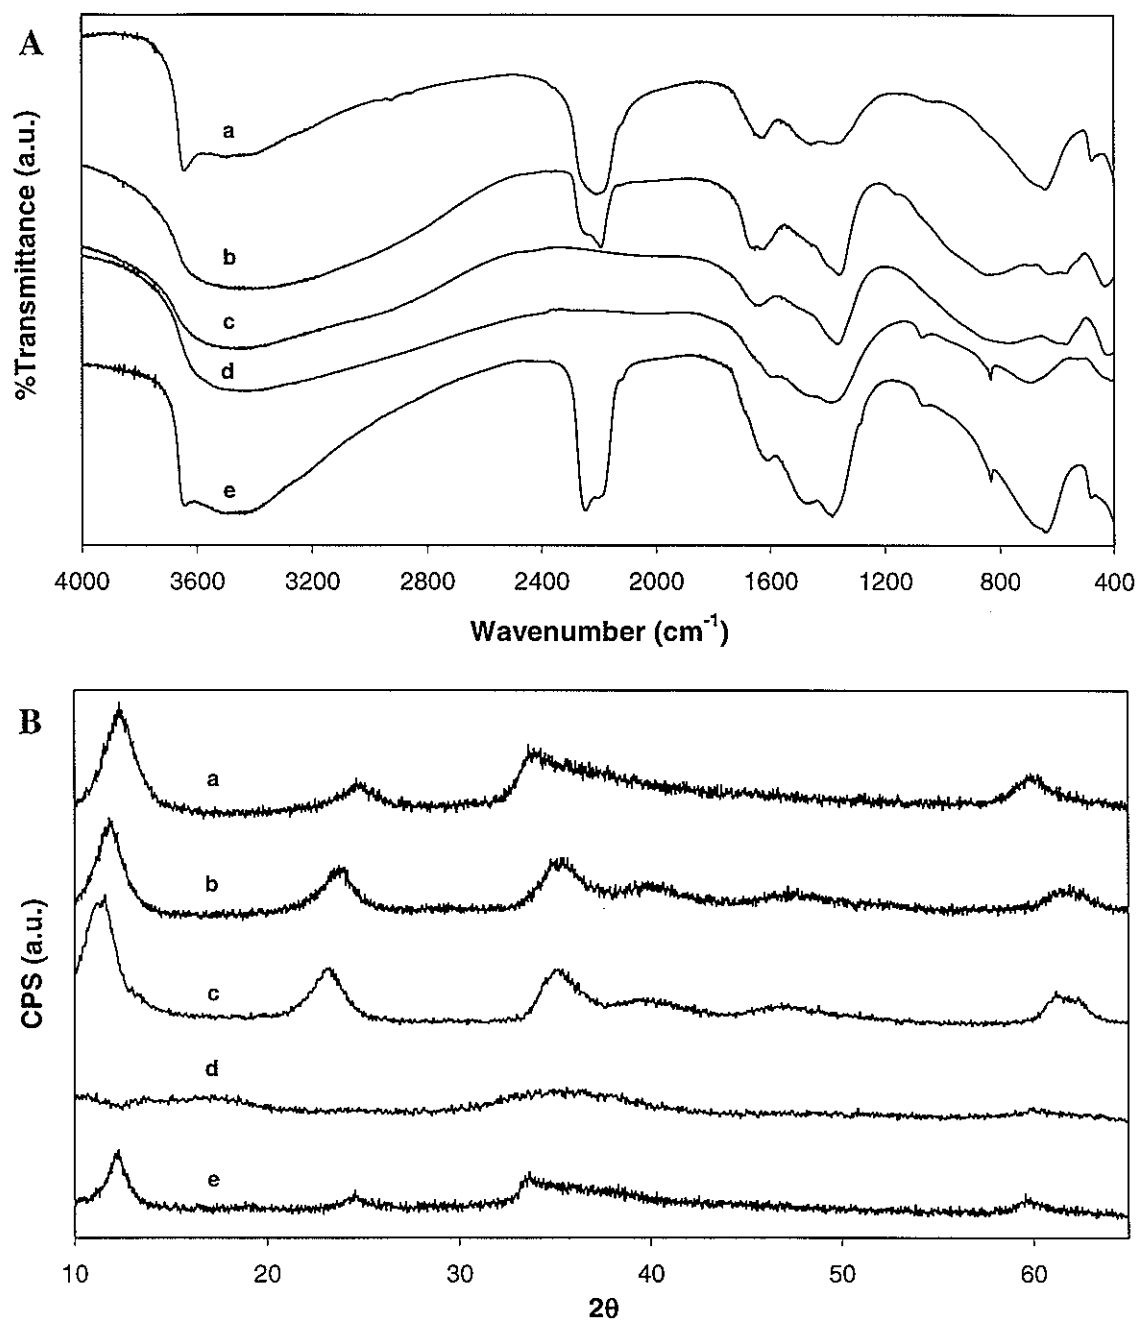 A
%Transmittance (a.u.)
a
b
c
d
e
4000 3600 3200 2800 2400 2000 1600 1200 800 400
Wavenumber (cm⁻¹)
B
CPS (a.u.)
a
b
c
d
e
10 20 30 40 50 60
2θ